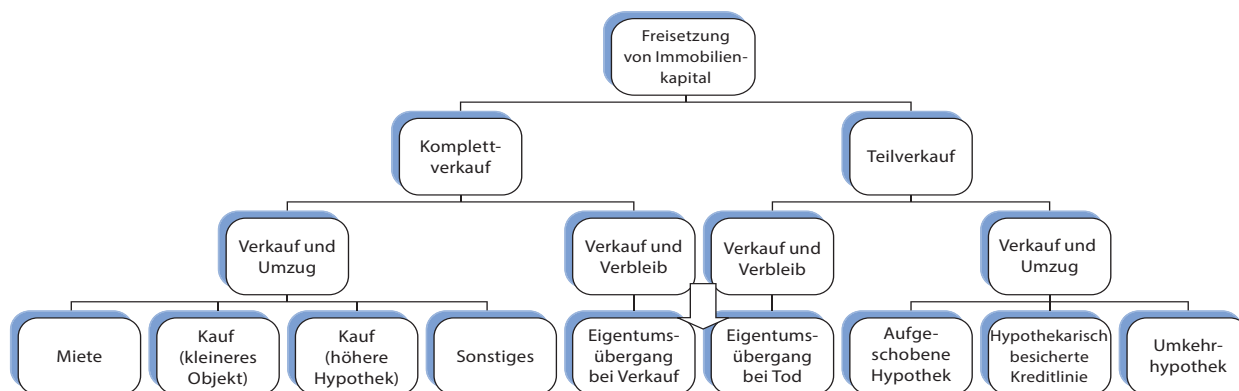 Freisetzung
von Immobilien-
kapital
Komplett-
verkauf
Teilverkauf
Verkauf und
Umzug
Verkauf und
Verbleib
Verkauf und
Verbleib
Verkauf und
Umzug
Miete
Kauf
(kleineres
Objekt)
Kauf
(höhere
Hypothek)
Sonstiges
Eigentums-
übergang
bei Verkauf
Eigentums-
übergang
bei Tod
Aufge-
schobene
Hypothek
Hypothekarisch
besicherte
Kreditlinie
Umkehr-
hypothek